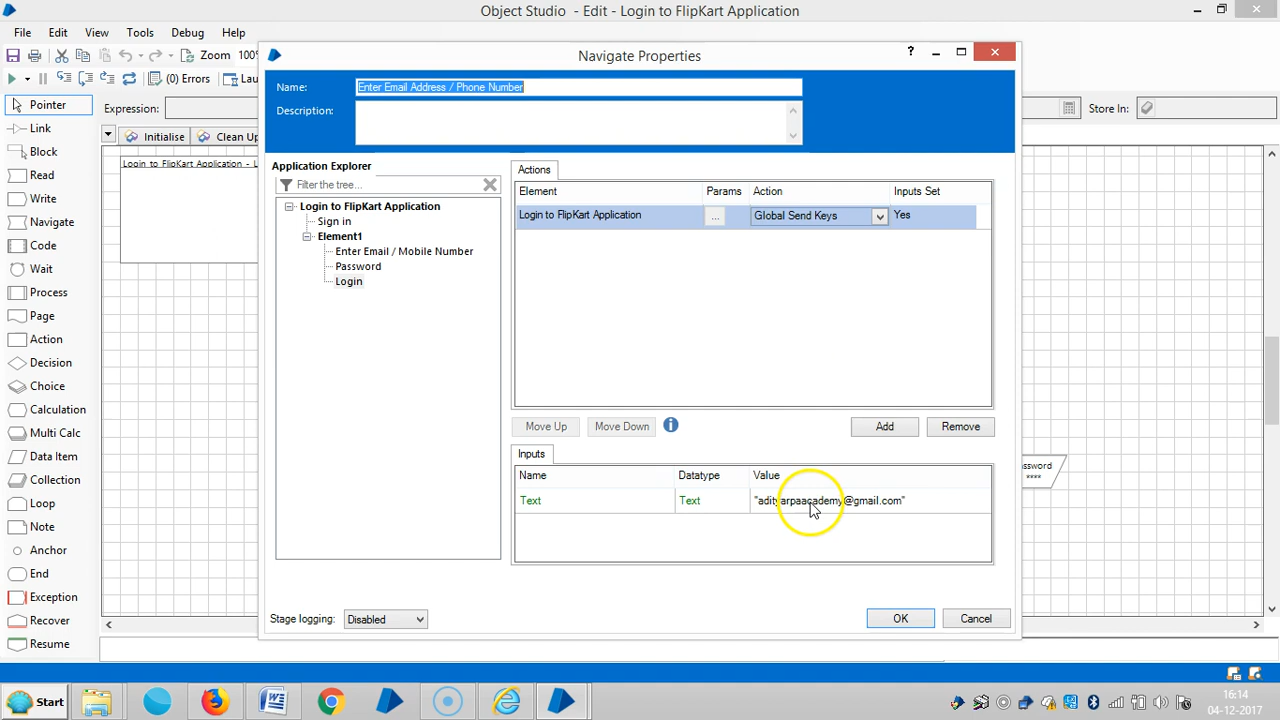 Object Studio - Edit - Login to FlipKart Application
File Edit View Tools Debug Help
Zoom 100%
(0) Errors
Expression: Store In:
Initialise Clean Up
Login to FlipKart Application
Pointer
Link
Block
Read
Write
Navigate
Code
Wait
Process
Page
Action
Decision
Choice
Calculation
Multi Calc
Data Item
Collection
Loop
Note
Anchor
End
Exception
Recover
Resume
Navigate Properties
?
Name: Enter Email Address / Phone Number
Description:
Application Explorer
Filter the tree...
Login to FlipKart Application
Sign in
Element1
Enter Email / Mobile Number
Password
Login
Actions
Element Params Action Inputs Set
Login to FlipKart Application ... Global Send Keys Yes
Move Up Move Down Add Remove
Inputs
Name Datatype Value
Text Text "adityarpaacademy@gmail.com"
Stage logging: Disabled
OK Cancel
****
Start
16:14
04-12-2017